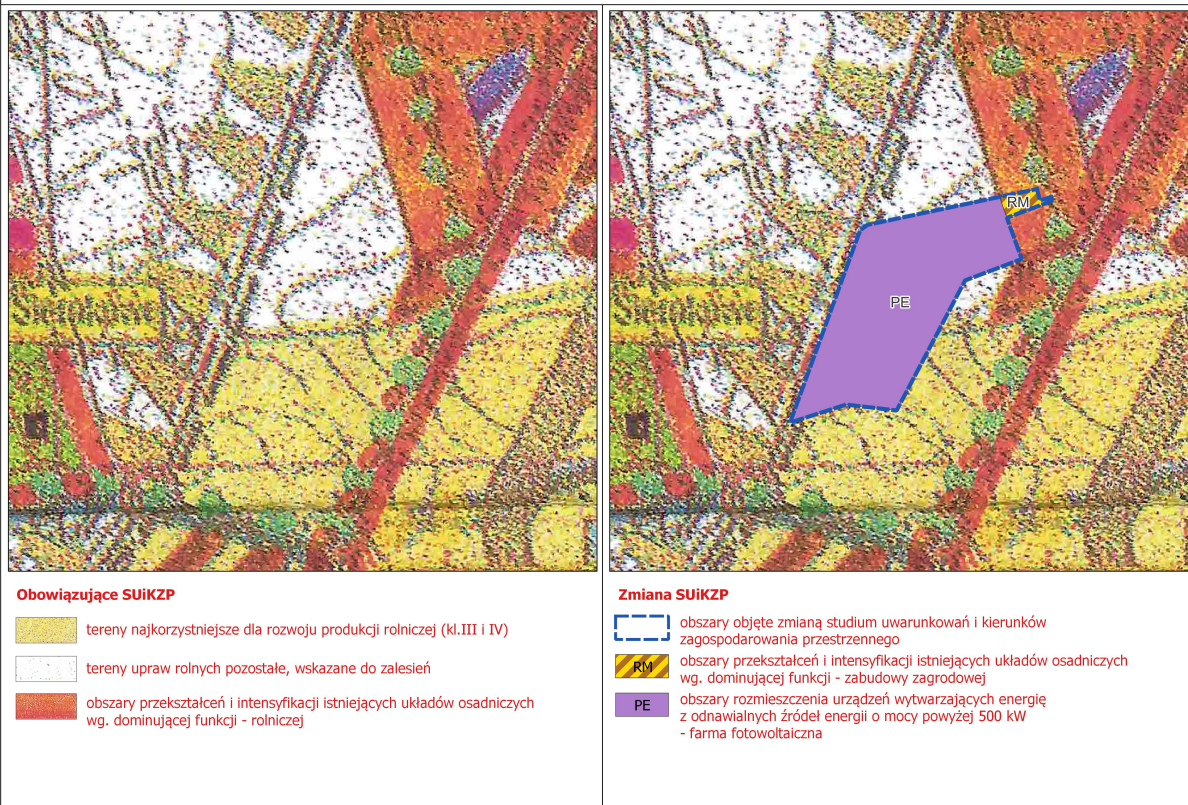 RM
PE
Obowiązujące SUiKZP
tereny najkorzystniejsze dla rozwoju produkcji rolniczej (kl.III i IV)
tereny upraw rolnych pozostałe, wskazane do zalesień
obszary przekształceń i intensyfikacji istniejących układów osadniczych
wg. dominującej funkcji - rolniczej
Zmiana SUiKZP
obszary objęte zmianą studium uwarunkowań i kierunków
zagospodarowania przestrzennego
RM
obszary przekształceń i intensyfikacji istniejących układów osadniczych
wg. dominującej funkcji - zabudowy zagrodowej
PE
obszary rozmieszczenia urządzeń wytwarzających energię
z odnawialnych źródeł energii o mocy powyżej 500 kW
- farma fotowoltaiczna